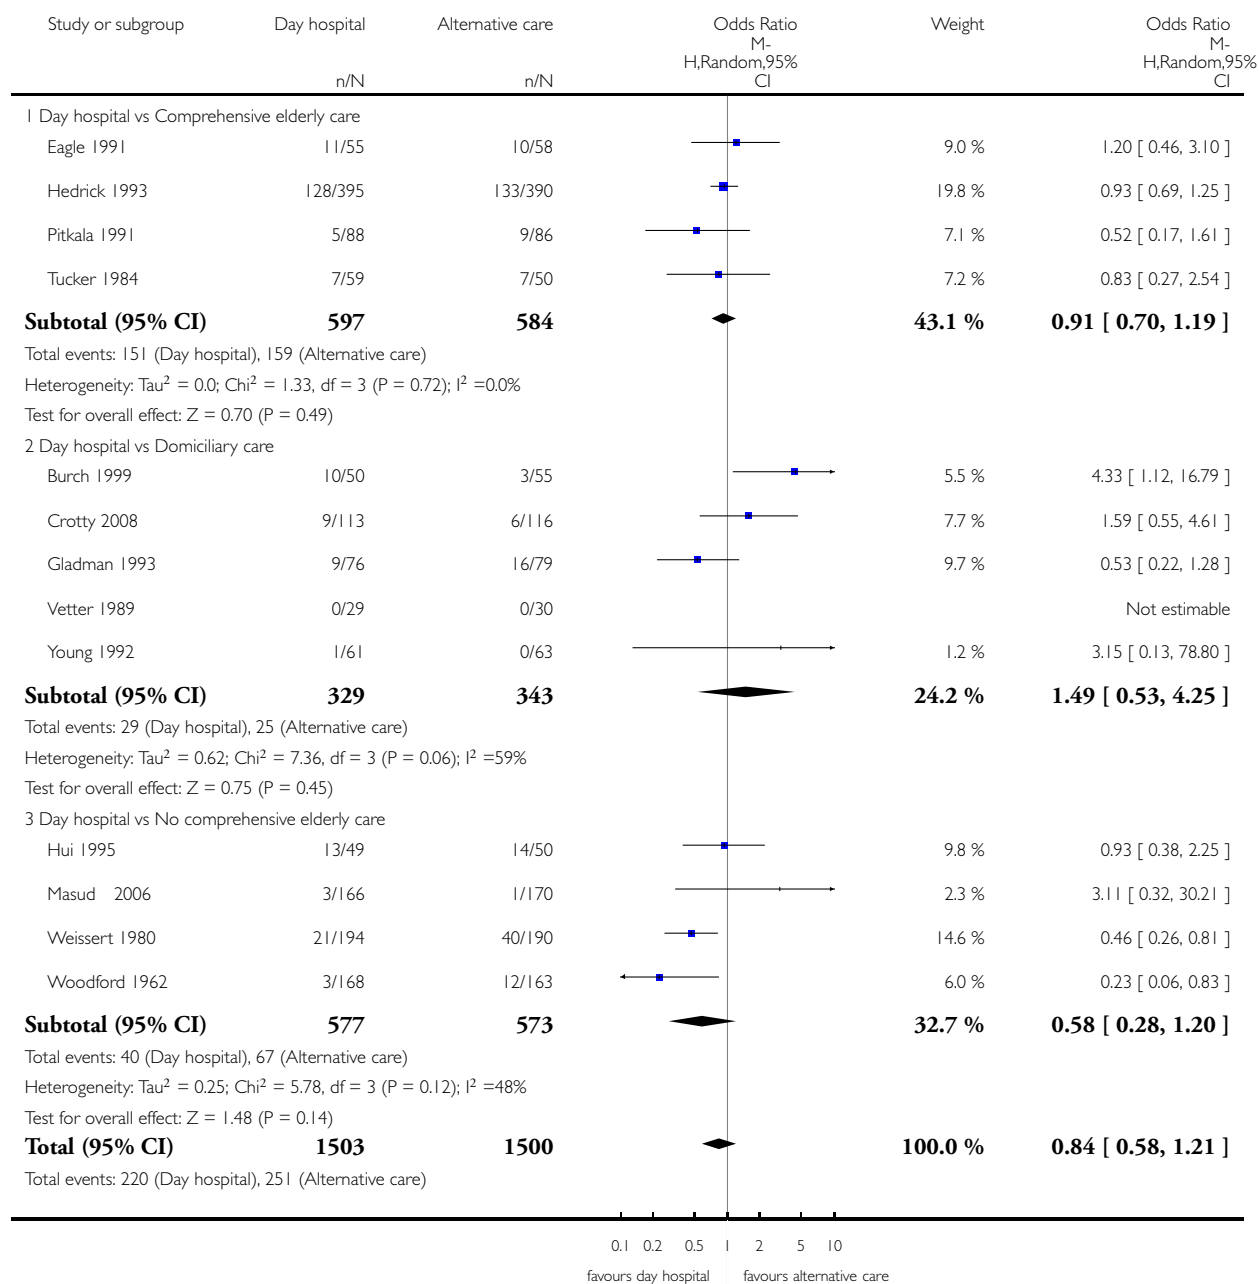 Study or subgroup Day hospital Alternative care Odds Ratio Weight Odds Ratio
M- M-
H,Random,95% H,Random,95%
n/N n/N CI CI
1 Day hospital vs Comprehensive elderly care
Eagle 1991 11/55 10/58 9.0 % 1.20 [ 0.46, 3.10 ]
Hedrick 1993 128/395 133/390 19.8 % 0.93 [ 0.69, 1.25 ]
Pitkala 1991 5/88 9/86 7.1 % 0.52 [ 0.17, 1.61 ]
Tucker 1984 7/59 7/50 7.2 % 0.83 [ 0.27, 2.54 ]
Subtotal (95% CI) 597 584 43.1 % 0.91 [ 0.70, 1.19 ]
Total events: 151 (Day hospital), 159 (Alternative care)
Heterogeneity: Tau² = 0.0; Chi² = 1.33, df = 3 (P = 0.72); I² =0.0%
Test for overall effect: Z = 0.70 (P = 0.49)
2 Day hospital vs Domiciliary care
Burch 1999 10/50 3/55 5.5 % 4.33 [ 1.12, 16.79 ]
Crotty 2008 9/113 6/116 7.7 % 1.59 [ 0.55, 4.61 ]
Gladman 1993 9/76 16/79 9.7 % 0.53 [ 0.22, 1.28 ]
Vetter 1989 0/29 0/30 Not estimable
Young 1992 1/61 0/63 1.2 % 3.15 [ 0.13, 78.80 ]
Subtotal (95% CI) 329 343 24.2 % 1.49 [ 0.53, 4.25 ]
Total events: 29 (Day hospital), 25 (Alternative care)
Heterogeneity: Tau² = 0.62; Chi² = 7.36, df = 3 (P = 0.06); I² =59%
Test for overall effect: Z = 0.75 (P = 0.45)
3 Day hospital vs No comprehensive elderly care
Hui 1995 13/49 14/50 9.8 % 0.93 [ 0.38, 2.25 ]
Masud 2006 3/166 1/170 2.3 % 3.11 [ 0.32, 30.21 ]
Weissert 1980 21/194 40/190 14.6 % 0.46 [ 0.26, 0.81 ]
Woodford 1962 3/168 12/163 6.0 % 0.23 [ 0.06, 0.83 ]
Subtotal (95% CI) 577 573 32.7 % 0.58 [ 0.28, 1.20 ]
Total events: 40 (Day hospital), 67 (Alternative care)
Heterogeneity: Tau² = 0.25; Chi² = 5.78, df = 3 (P = 0.12); I² =48%
Test for overall effect: Z = 1.48 (P = 0.14)
Total (95% CI) 1503 1500 100.0 % 0.84 [ 0.58, 1.21 ]
Total events: 220 (Day hospital), 251 (Alternative care)
0.1 0.2 0.5 1 2 5 10
favours day hospital favours alternative care